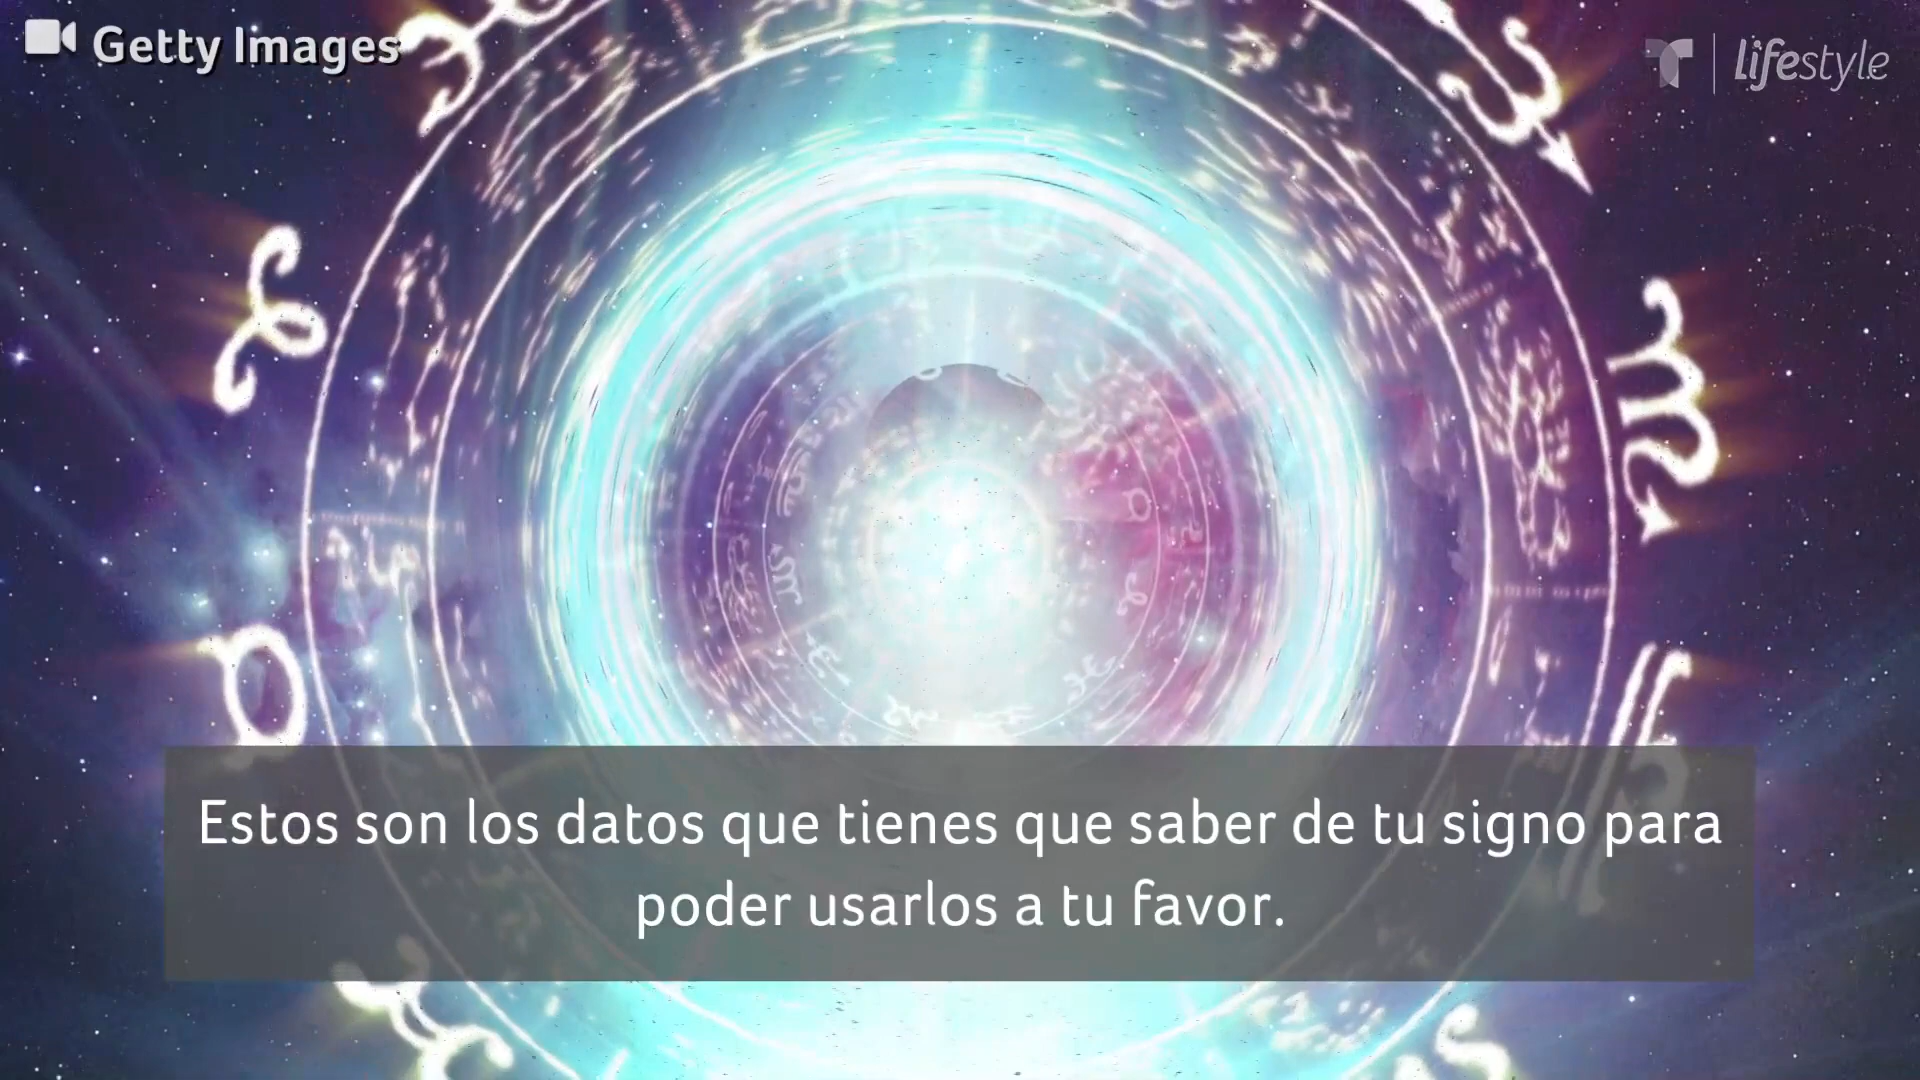 Getty Images
lifestyle
Estos son los datos que tienes que saber de tu signo para
poder usarlos a tu favor.